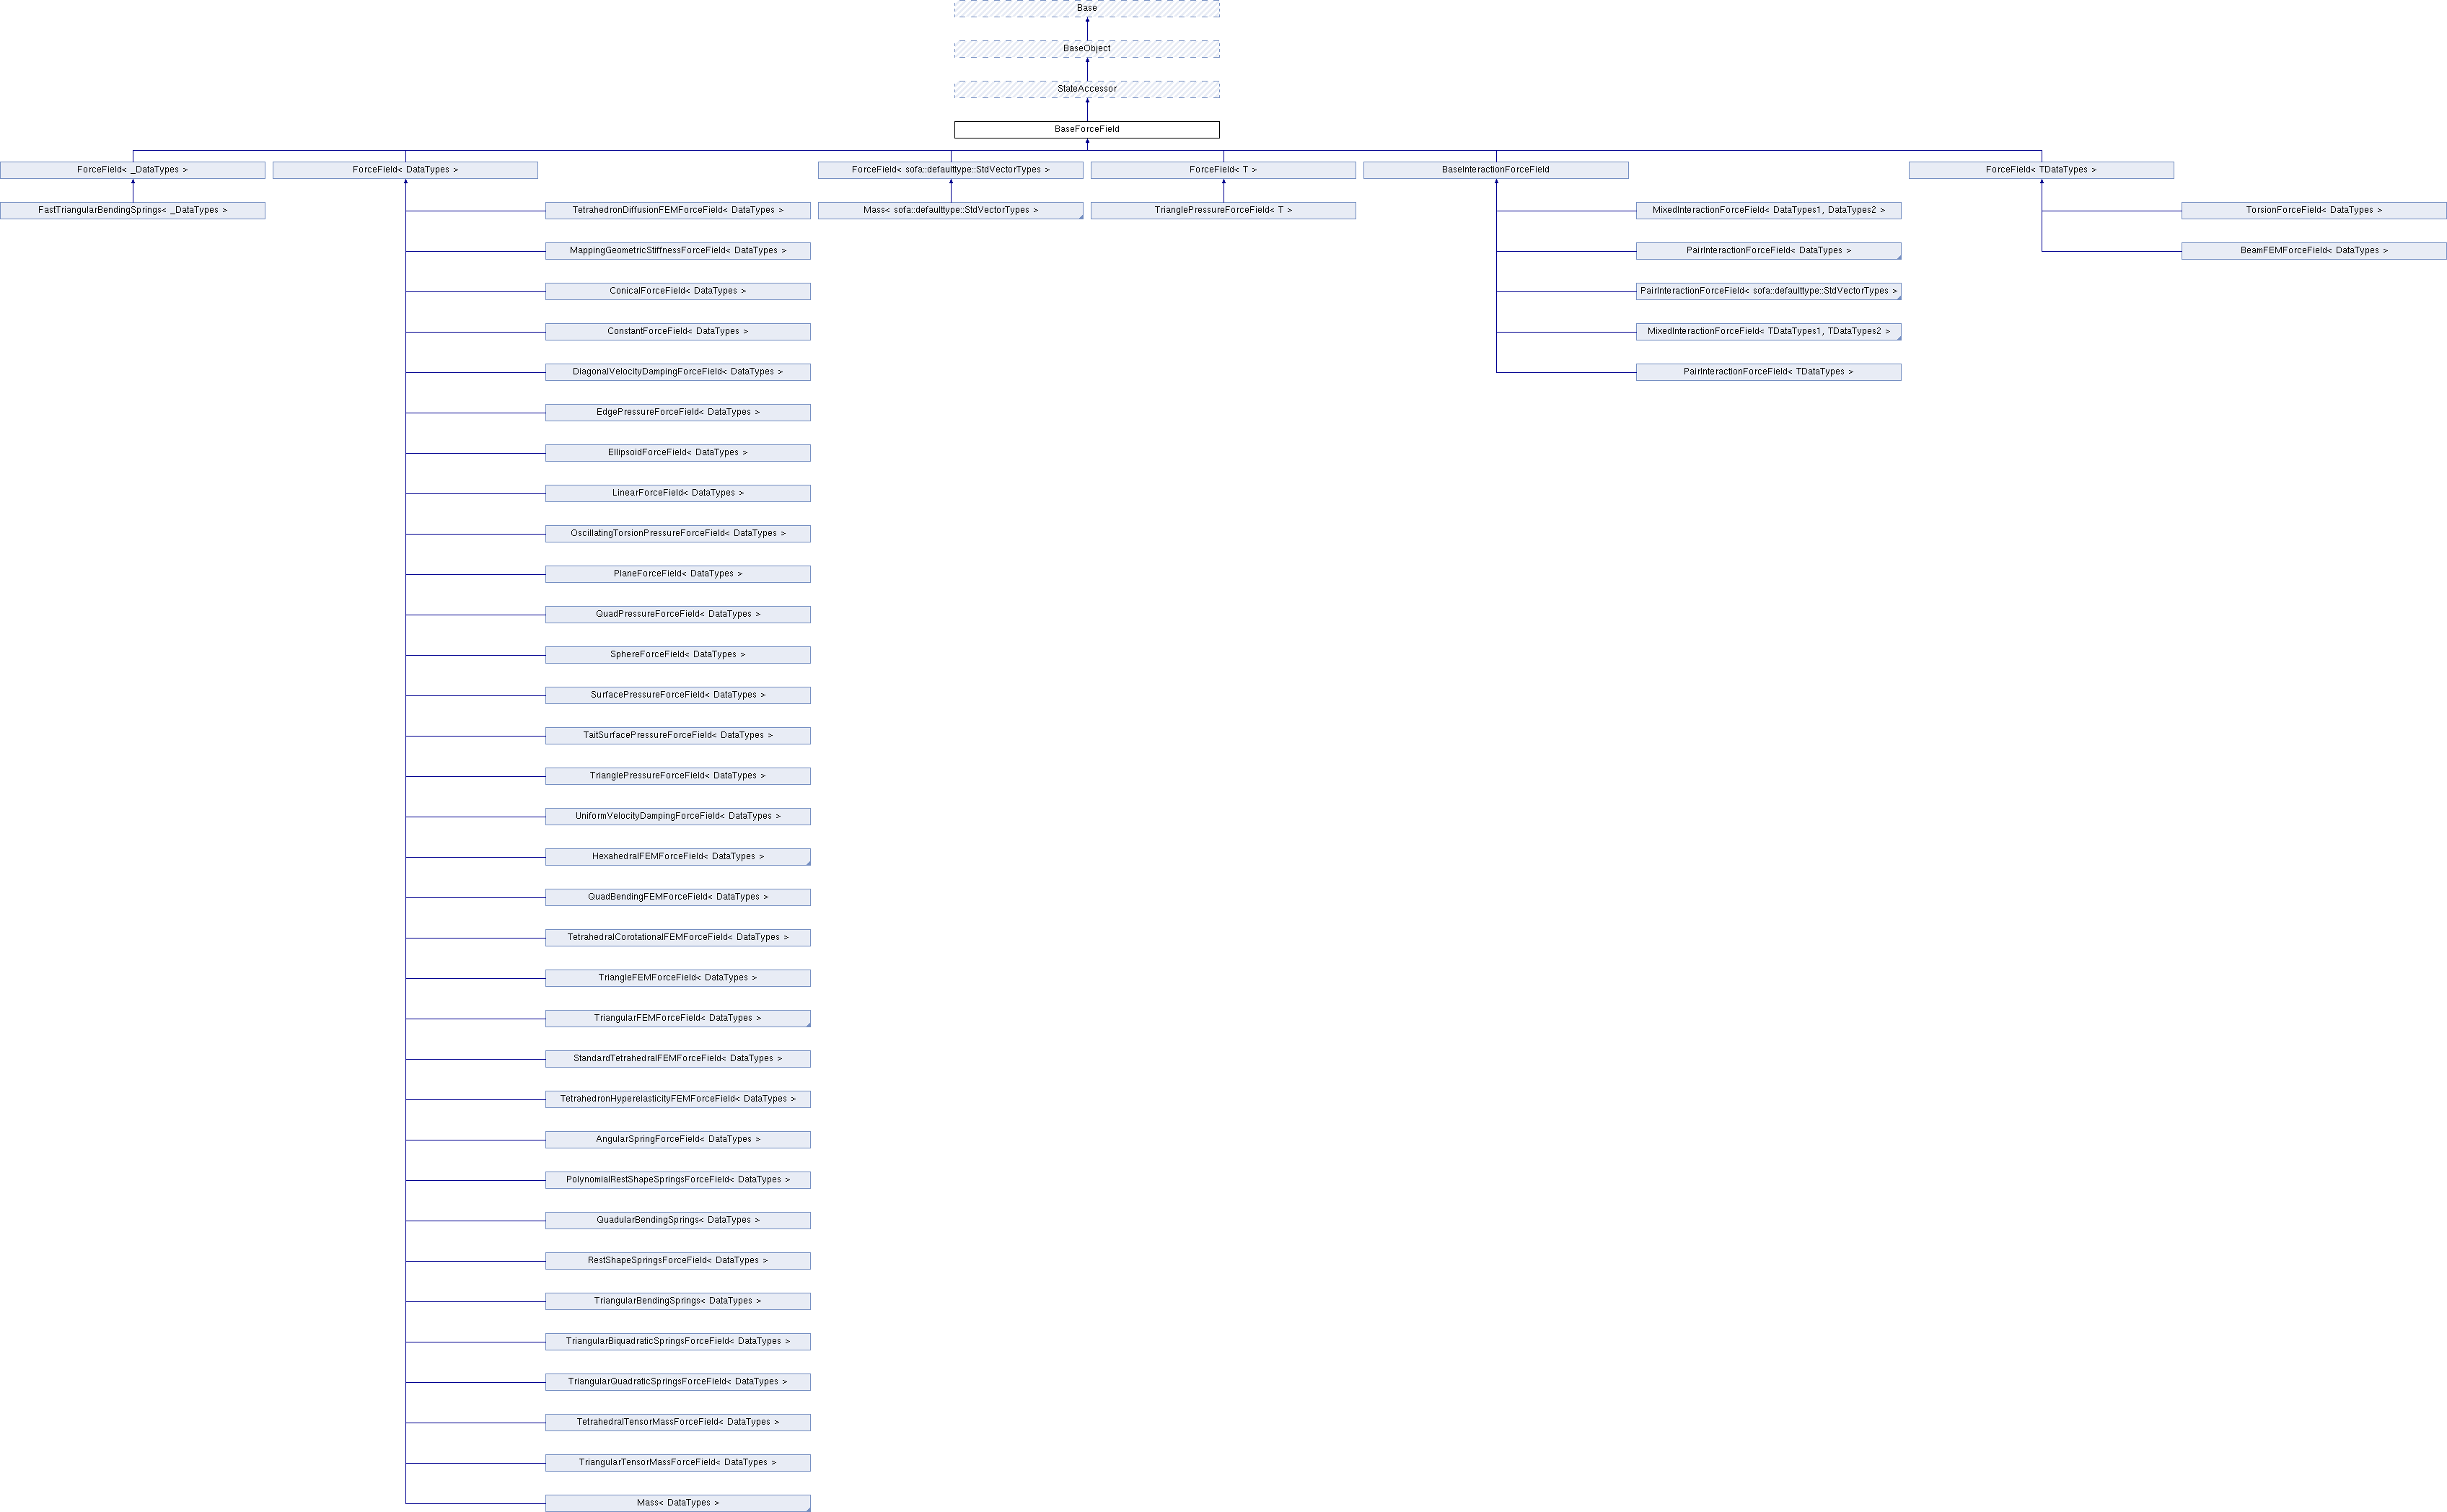 Base
BaseObject
StateAccessor
BaseForceField
ForceField< _DataTypes >
ForceField< DataTypes >
ForceField< sofa::defaulttype::StdVectorTypes >
ForceField< T >
BaseInteractionForceField
ForceField< TDataTypes >
FastTriangularBendingSprings< _DataTypes >
TetrahedronDiffusionFEMForceField< DataTypes >
Mass< sofa::defaulttype::StdVectorTypes >
TrianglePressureForceField< T >
MixedInteractionForceField< DataTypes1, DataTypes2 >
TorsionForceField< DataTypes >
MappingGeometricStiffnessForceField< DataTypes >
PairInteractionForceField< DataTypes >
BeamFEMForceField< DataTypes >
ConicalForceField< DataTypes >
PairInteractionForceField< sofa::defaulttype::StdVectorTypes >
ConstantForceField< DataTypes >
MixedInteractionForceField< TDataTypes1, TDataTypes2 >
DiagonalVelocityDampingForceField< DataTypes >
PairInteractionForceField< TDataTypes >
EdgePressureForceField< DataTypes >
EllipsoidForceField< DataTypes >
LinearForceField< DataTypes >
OscillatingTorsionPressureForceField< DataTypes >
PlaneForceField< DataTypes >
QuadPressureForceField< DataTypes >
SphereForceField< DataTypes >
SurfacePressureForceField< DataTypes >
TaitSurfacePressureForceField< DataTypes >
TrianglePressureForceField< DataTypes >
UniformVelocityDampingForceField< DataTypes >
HexahedralFEMForceField< DataTypes >
QuadBendingFEMForceField< DataTypes >
TetrahedralCorotationalFEMForceField< DataTypes >
TriangleFEMForceField< DataTypes >
TriangularFEMForceField< DataTypes >
StandardTetrahedralFEMForceField< DataTypes >
TetrahedronHyperelasticityFEMForceField< DataTypes >
AngularSpringForceField< DataTypes >
PolynomialRestShapeSpringsForceField< DataTypes >
QuadularBendingSprings< DataTypes >
RestShapeSpringsForceField< DataTypes >
TriangularBendingSprings< DataTypes >
TriangularBiquadraticSpringsForceField< DataTypes >
TriangularQuadraticSpringsForceField< DataTypes >
TetrahedralTensorMassForceField< DataTypes >
TriangularTensorMassForceField< DataTypes >
Mass< DataTypes >